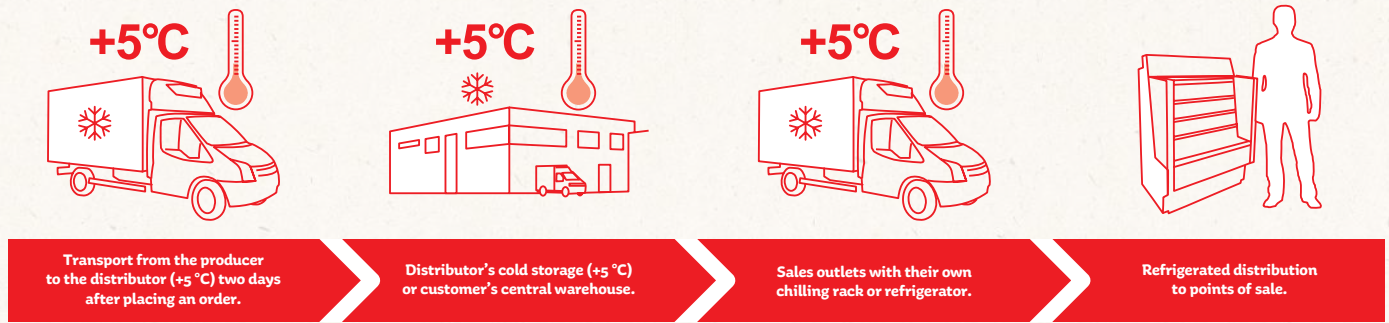 +5°C
+5°C
+5°C
Transport from the producer
to the distributor (+5 °C) two days
after placing an order.
Distributor's cold storage (+5 °C)
or customer's central warehouse.
Sales outlets with their own
chilling rack or refrigerator.
Refrigerated distribution
to points of sale.